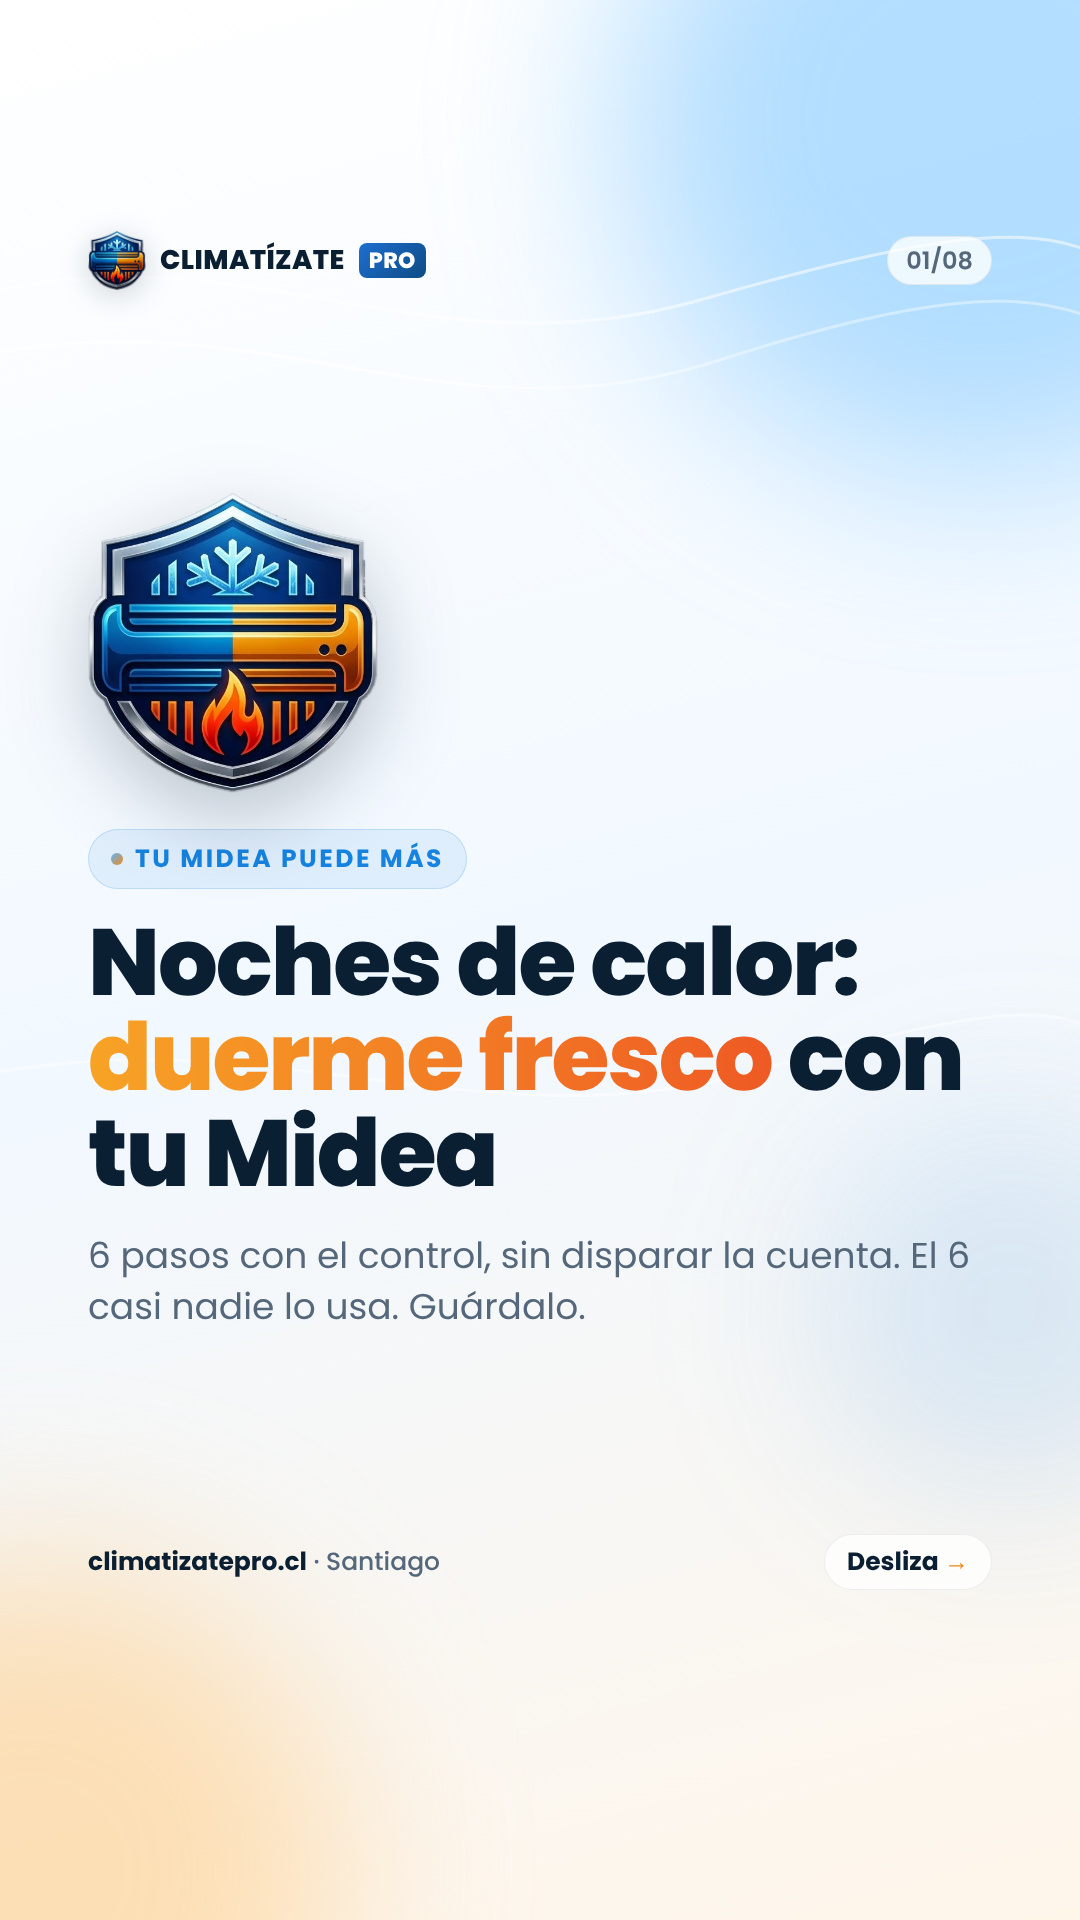 CLIMATÍZATE PRO
01/08
TU MIDEA PUEDE MÁS
Noches de calor:
duerme fresco con
tu Midea
6 pasos con el control, sin disparar la cuenta. El 6
casi nadie lo usa. Guárdalo.
climatizatepro.cl · Santiago
Desliza →